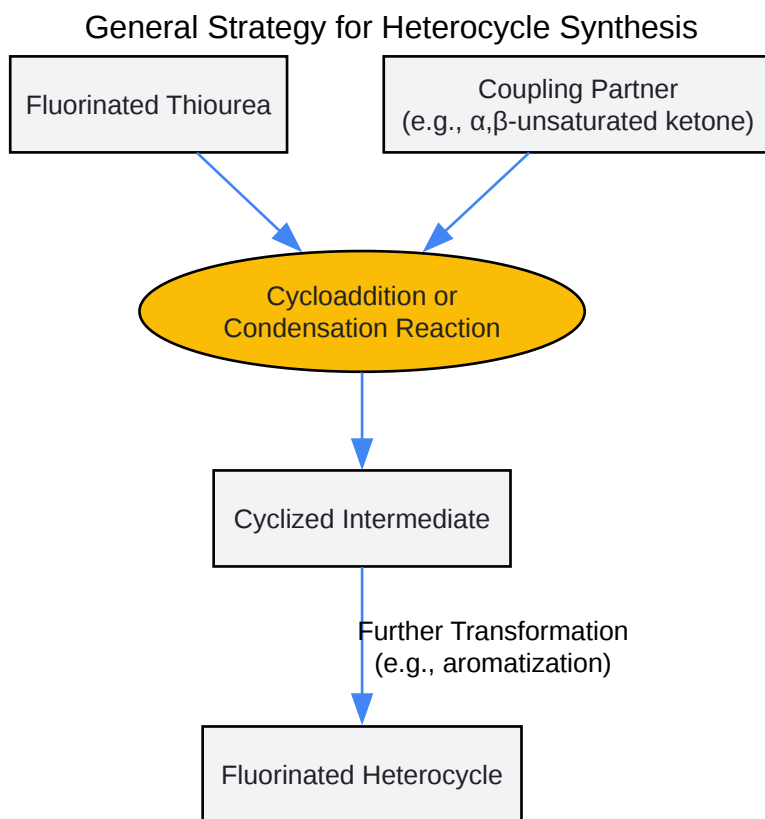 General Strategy for Heterocycle Synthesis
Fluorinated Thiourea
Coupling Partner
(e.g., α,β-unsaturated ketone)
Cycloaddition or
Condensation Reaction
Cyclized Intermediate
Further Transformation
(e.g., aromatization)
Fluorinated Heterocycle